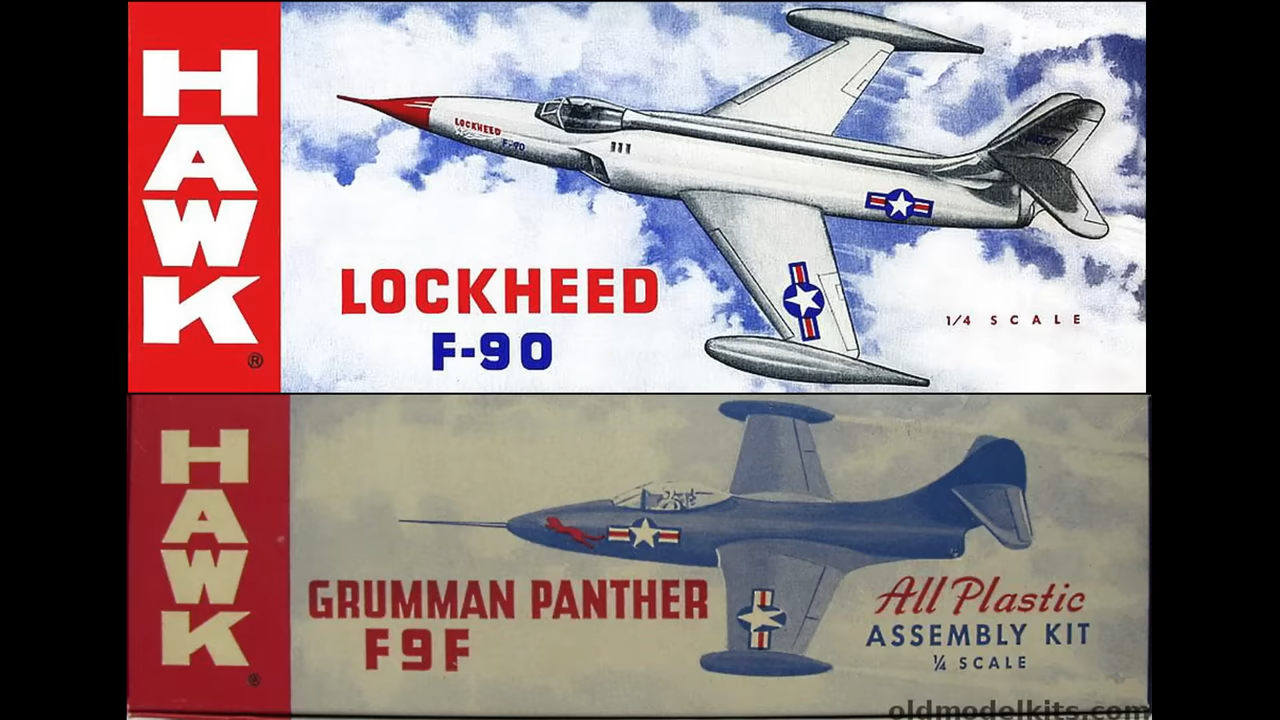 HAWK
®
LOCKHEED
F-90
LOCKHEED
F-90
1/4 SCALE
HAWK
®
GRUMMAN PANTHER
F9F
All Plastic
ASSEMBLY KIT
¼ SCALE
oldmodelkits.com